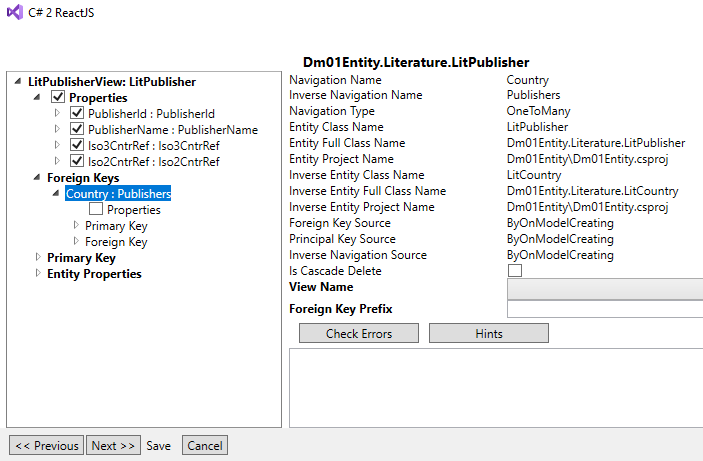 C# 2 ReactJS
Dm01Entity.Literature.LitPublisher
LitPublisherView: LitPublisher
Properties
PublisherId : PublisherId
PublisherName : PublisherName
Iso3CntrRef : Iso3CntrRef
Iso2CntrRef : Iso2CntrRef
Foreign Keys
Country : Publishers
Properties
Primary Key
Foreign Key
Primary Key
Entity Properties
Navigation Name Country
Inverse Navigation Name Publishers
Navigation Type OneToMany
Entity Class Name LitPublisher
Entity Full Class Name Dm01Entity.Literature.LitPublisher
Entity Project Name Dm01Entity\Dm01Entity.csproj
Inverse Entity Class Name LitCountry
Inverse Entity Full Class Name Dm01Entity.Literature.LitCountry
Inverse Entity Project Name Dm01Entity\Dm01Entity.csproj
Foreign Key Source ByOnModelCreating
Principal Key Source ByOnModelCreating
Inverse Navigation Source ByOnModelCreating
Is Cascade Delete
View Name
Foreign Key Prefix
Check Errors Hints
<< Previous Next >> Save Cancel